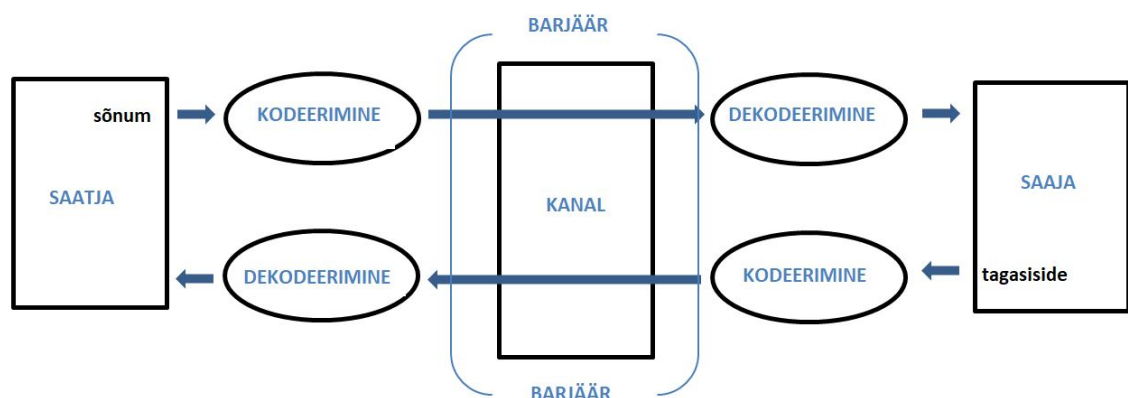 BARJÄÄR
sõnum
KODEERIMINE
DEKODEERIMINE
SAATJA
KANAL
SAAJA
DEKODEERIMINE
KODEERIMINE
tagasiside
BARJÄÄR